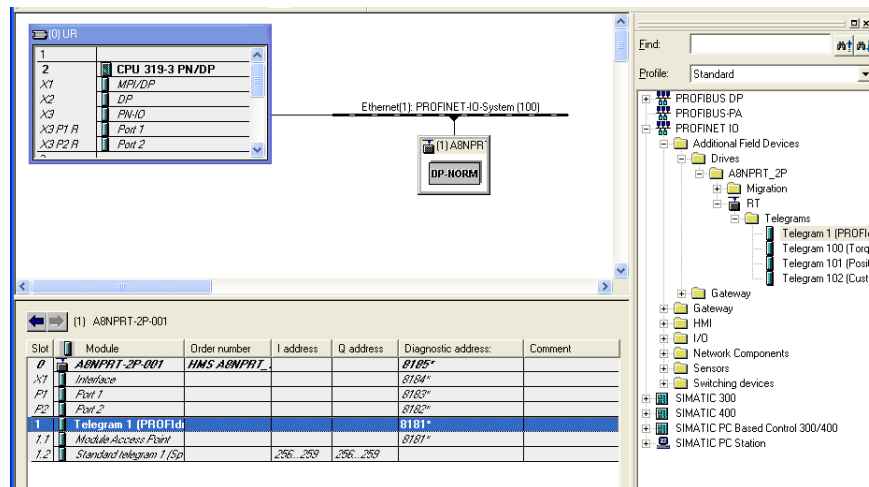 (0) UR
1
2 CPU 319-3 PN/DP
X1 MPI/DP
X2 DP
X3 PN-IO
X3 P1 R Port 1
X3 P2 R Port 2
Ethernet(1): PROFINET-IO-System (100)
(1) A8NPRT
DP-NORM
Find:
Profile: Standard
PROFIBUS DP
PROFIBUS-PA
PROFINET IO
Additional Field Devices
Drives
A8NPRT_2P
Migration
RT
Telegrams
Telegram 1 (PROFI
Telegram 100 (Torq
Telegram 101 (Posit
Telegram 102 (Cust
Gateway
Gateway
HMI
I/O
Network Components
Sensors
Switching devices
SIMATIC 300
SIMATIC 400
SIMATIC PC Based Control 300/400
SIMATIC PC Station
(1) A8NPRT-2P-001
Slot Module Order number I address Q address Diagnostic address: Comment
0 A8NPRT-2P-001 HMS A8NPRT_ 8185*
X1 Interface 8184*
P1 Port 1 8183*
P2 Port 2 8182*
1 Telegram 1 (PROFIdr 8181*
1.1 Module Access Point 8181*
1.2 Standard telegram 1 (Sp 256...259 256...259